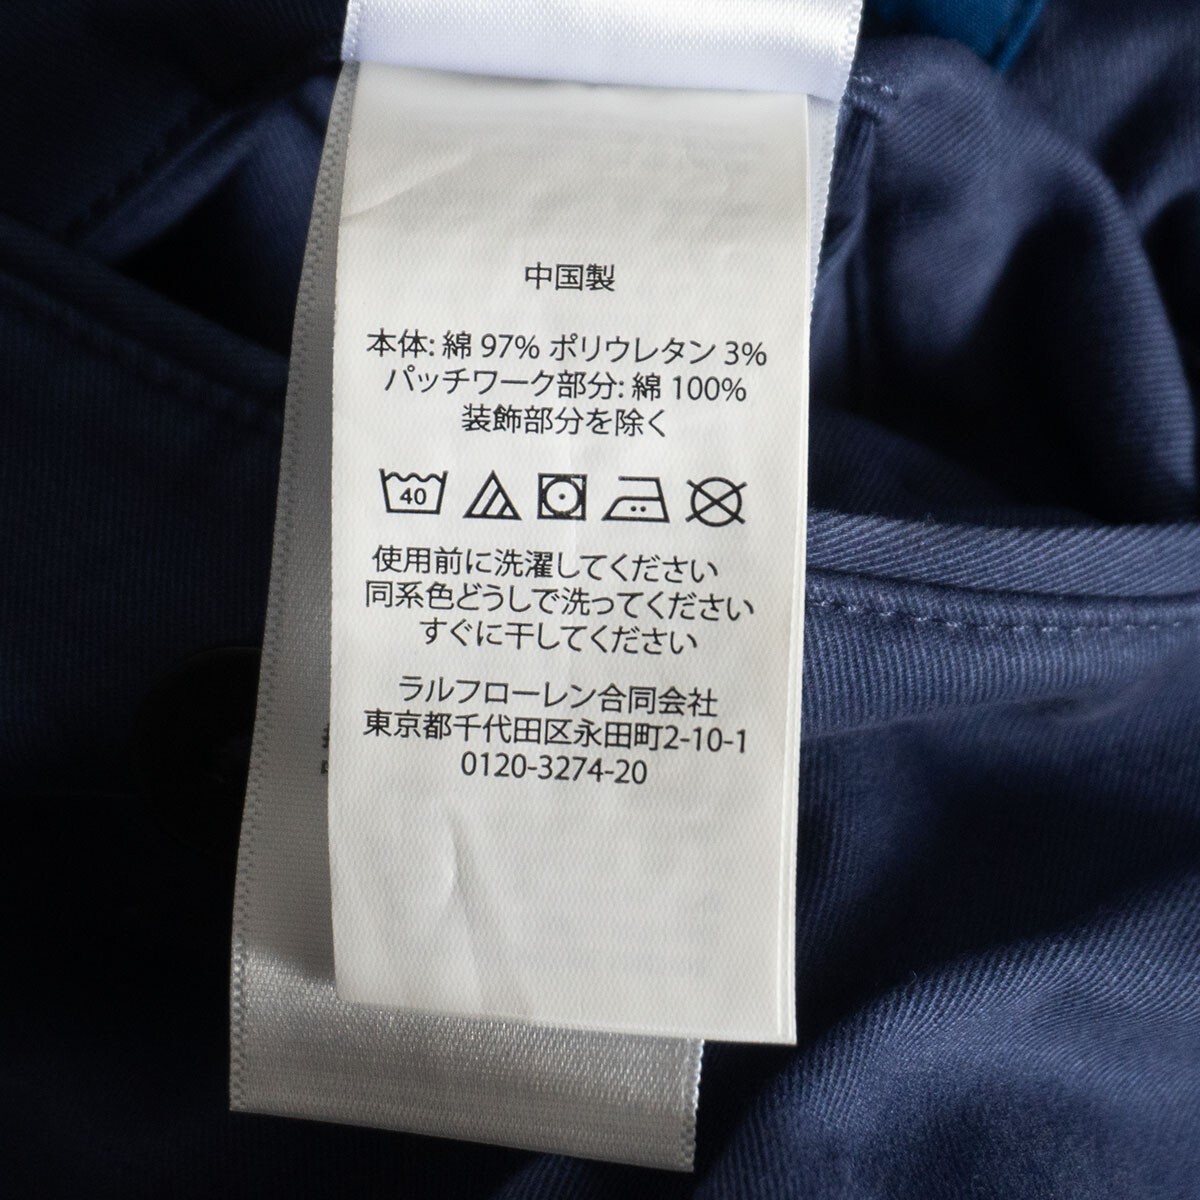 中国製
本体: 綿 97% ポリウレタン 3%
パッチワーク部分: 綿 100%
装飾部分を除く
40
使用前に洗濯してください
同系色どうしで洗ってください
すぐに干してください
ラルフローレン合同会社
東京都千代田区永田町2-10-1
0120-3274-20